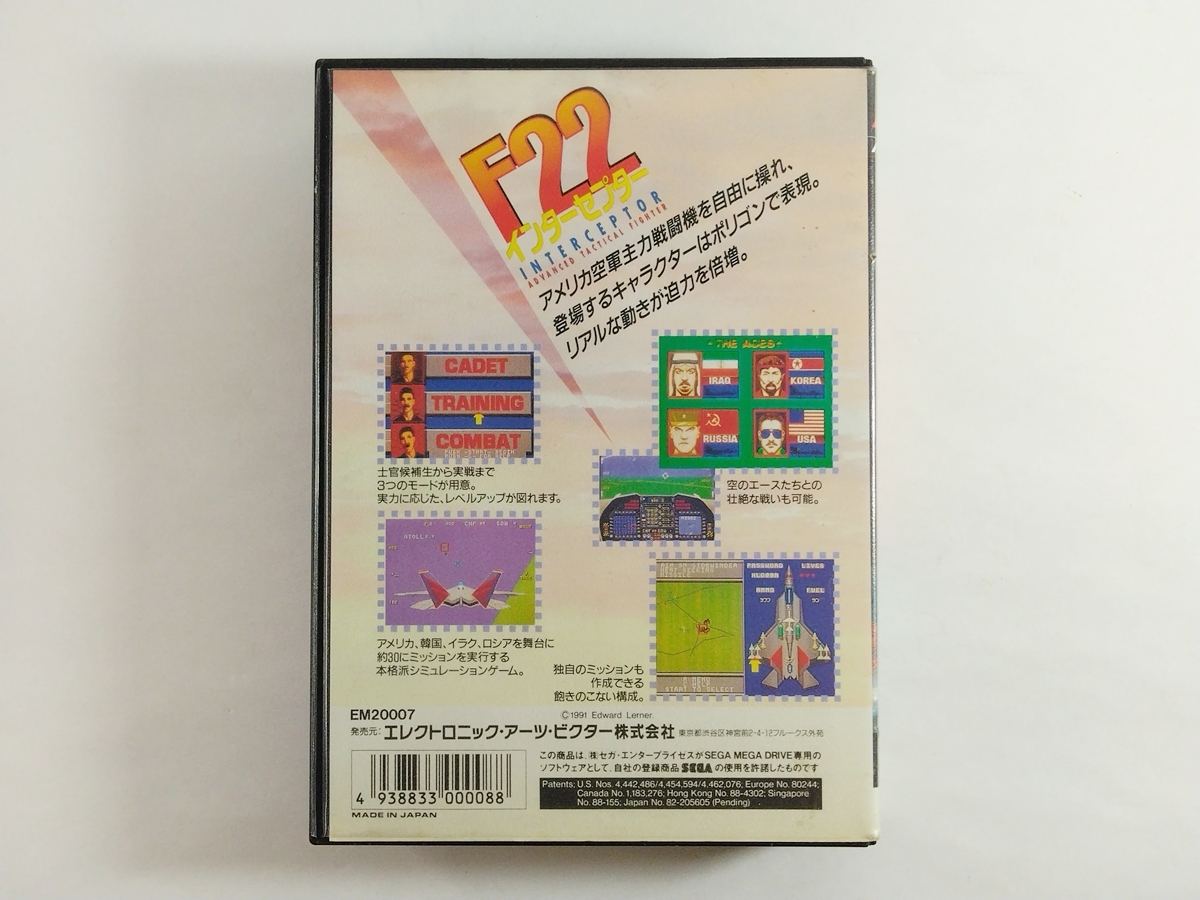 F22
インターセプター
INTERCEPTOR
ADVANCED TACTICAL FIGHTER
アメリカ空軍主力戦闘機を自由に操れ、
登場するキャラクターはポリゴンで表現。
リアルな動きが迫力を倍増。
CADET
TRAINING
COMBAT
士官候補生から実戦まで
3つのモードが用意。
実力に応じた、レベルアップが図れます。
THE ACES
IRAQ
KOREA
RUSSIA
USA
空のエースたちとの
壮絶な戦いも可能。
アメリカ、韓国、イラク、ロシアを舞台に
約30にミッションを実行する
本格派シミュレーションゲーム。
AIM-9M SIDEWINDER
HEAT SEEKING
MISSILE
START TO SELECT
PASSWORD
LIVES
AMMO
FUEL
独自のミッションも
作成できる
飽きのこない構成。
EM20007
©1991 Edward Lerner.
発売元: エレクトロニック・アーツ・ビクター株式会社 東京都渋谷区神宮前2-4-12フルークス外苑
4 938833 000088
MADE IN JAPAN
この商品は、㈱セガ・エンタープライゼスがSEGA MEGA DRIVE専用の
ソフトウェアとして、自社の登録商品SEGAの使用を許諾したものです
Patents; U.S. Nos. 4,442,486/4,454,594/4,462,076; Europe No. 80244;
Canada No. 1,183,276; Hong Kong No. 88-4302; Singapore
No. 88-155; Japan No. 82-205605 (Pending)